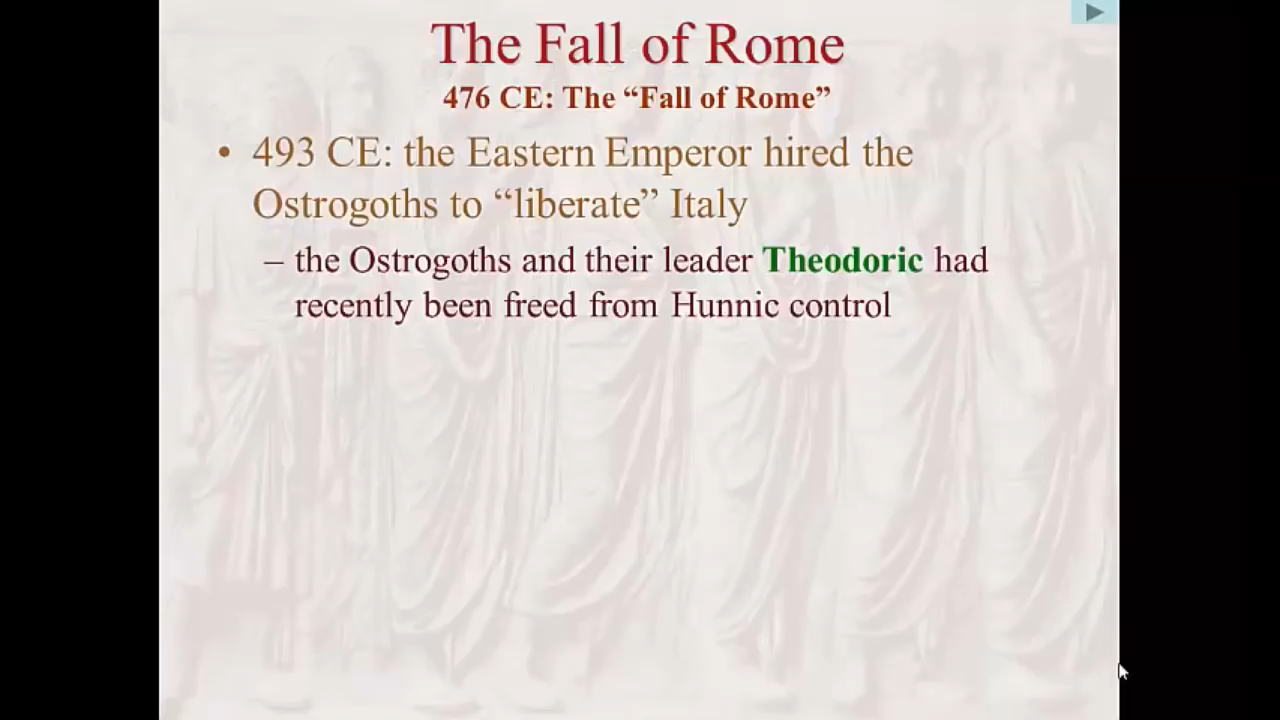 The Fall of Rome
476 CE: The “Fall of Rome”
• 493 CE: the Eastern Emperor hired the
Ostrogoths to “liberate” Italy
– the Ostrogoths and their leader Theodoric had
recently been freed from Hunnic control